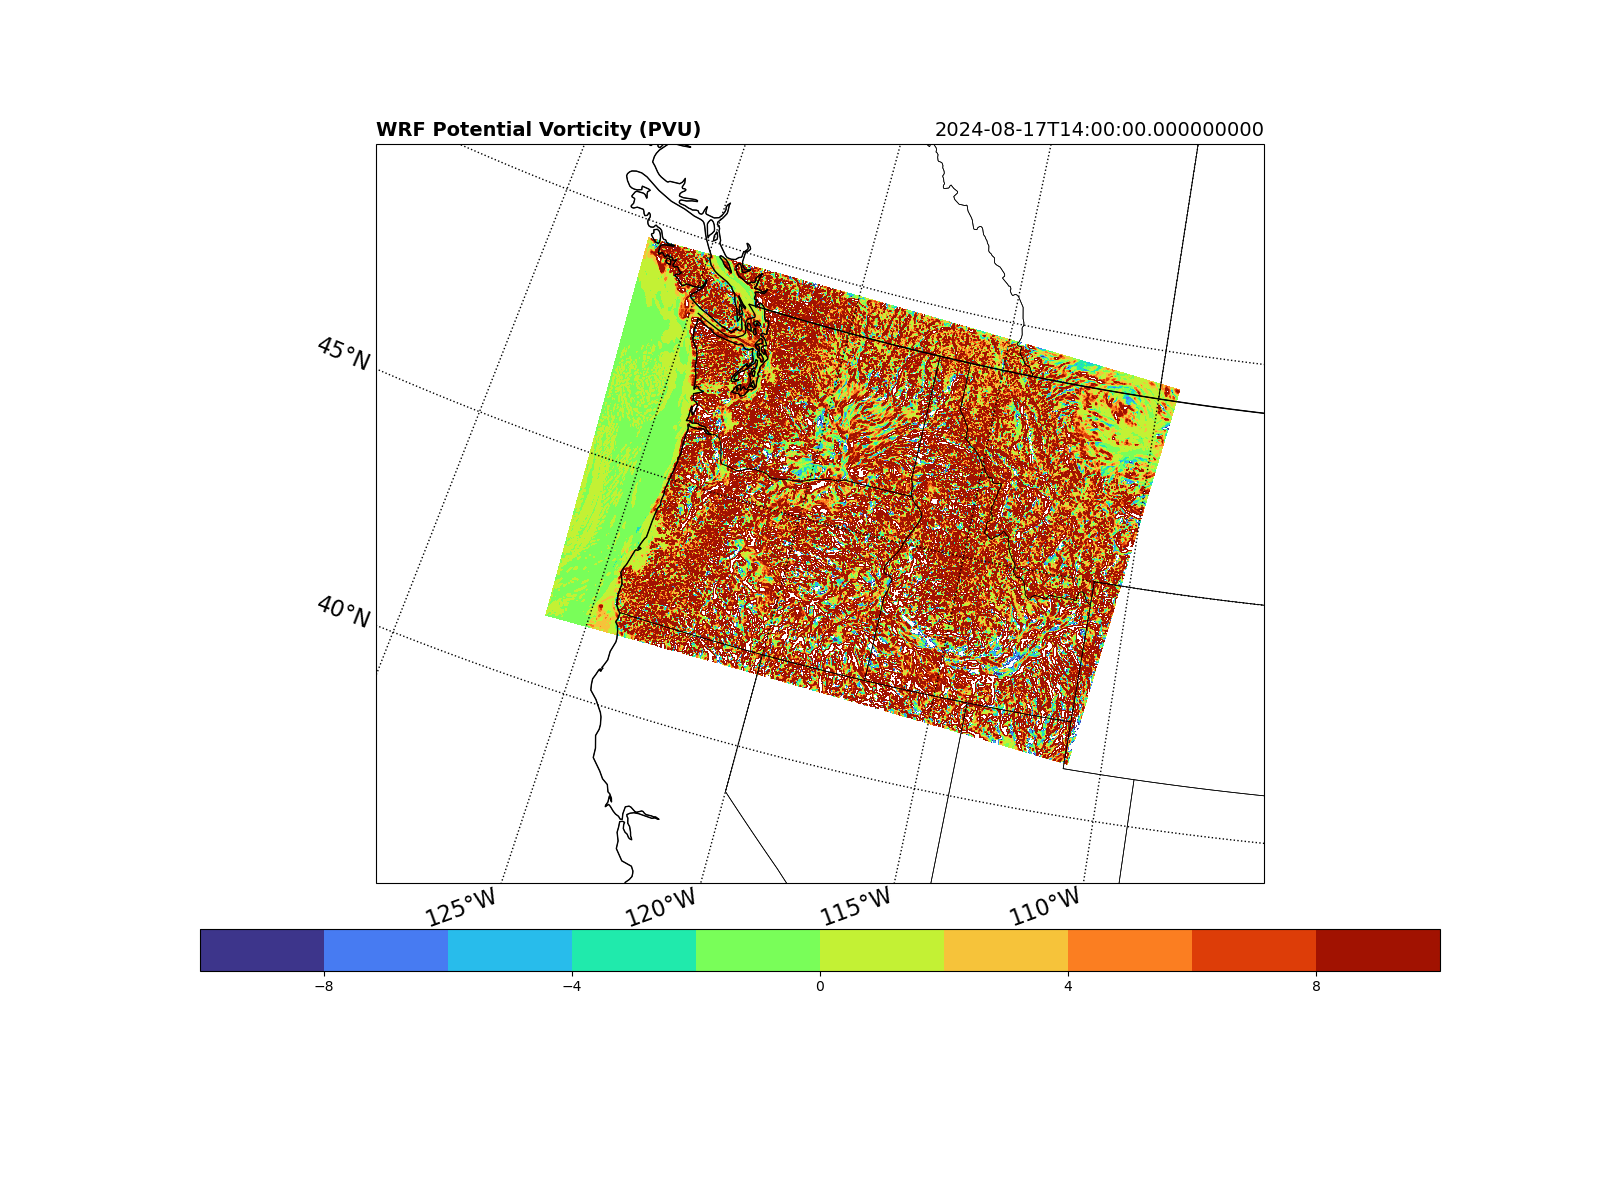 WRF Potential Vorticity (PVU) 2024-08-17T14:00:00.000000000
45°N
40°N
125°W 120°W 115°W 110°W
−8 −4 0 4 8